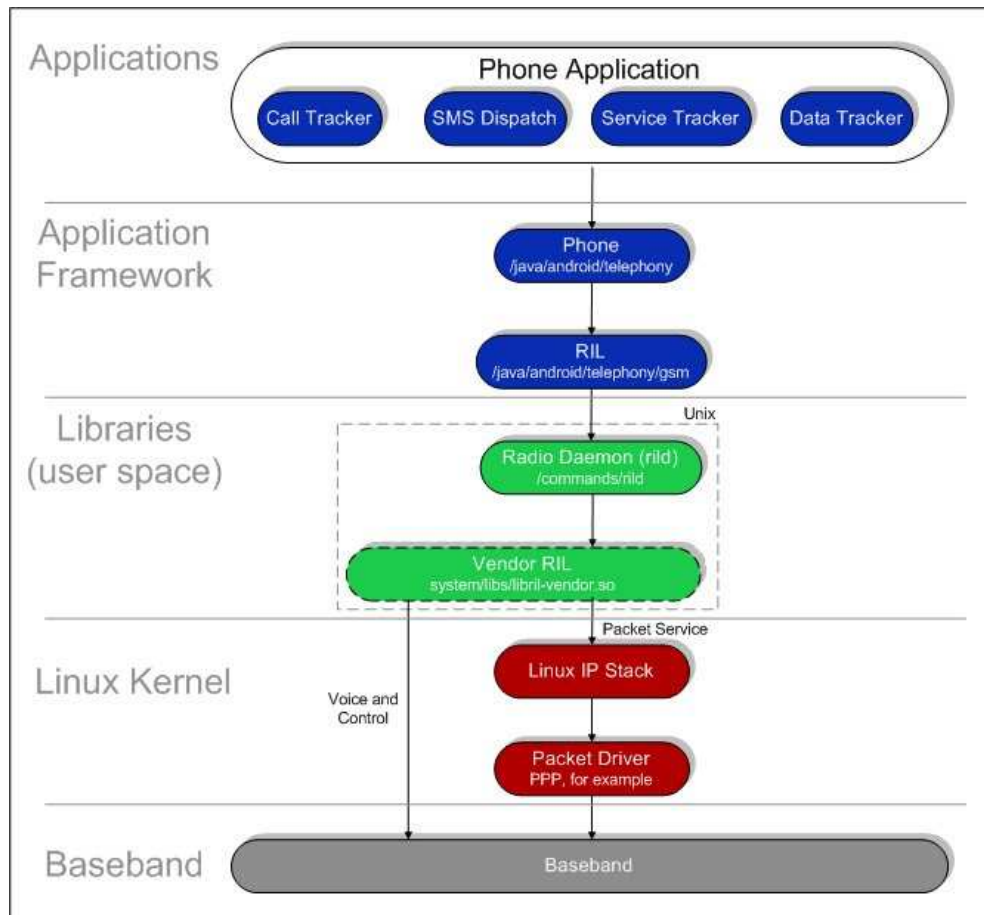 Applications
Phone Application
Call Tracker
SMS Dispatch
Service Tracker
Data Tracker
Application
Framework
Phone
/java/android/telephony
RIL
/java/android/telephony/gsm
Libraries
(user space)
Unix
Radio Daemon (rild)
/commands/rild
Vendor RIL
system/libs/libril-vendor.so
Packet Service
Linux Kernel
Linux IP Stack
Voice and
Control
Packet Driver
PPP, for example
Baseband
Baseband